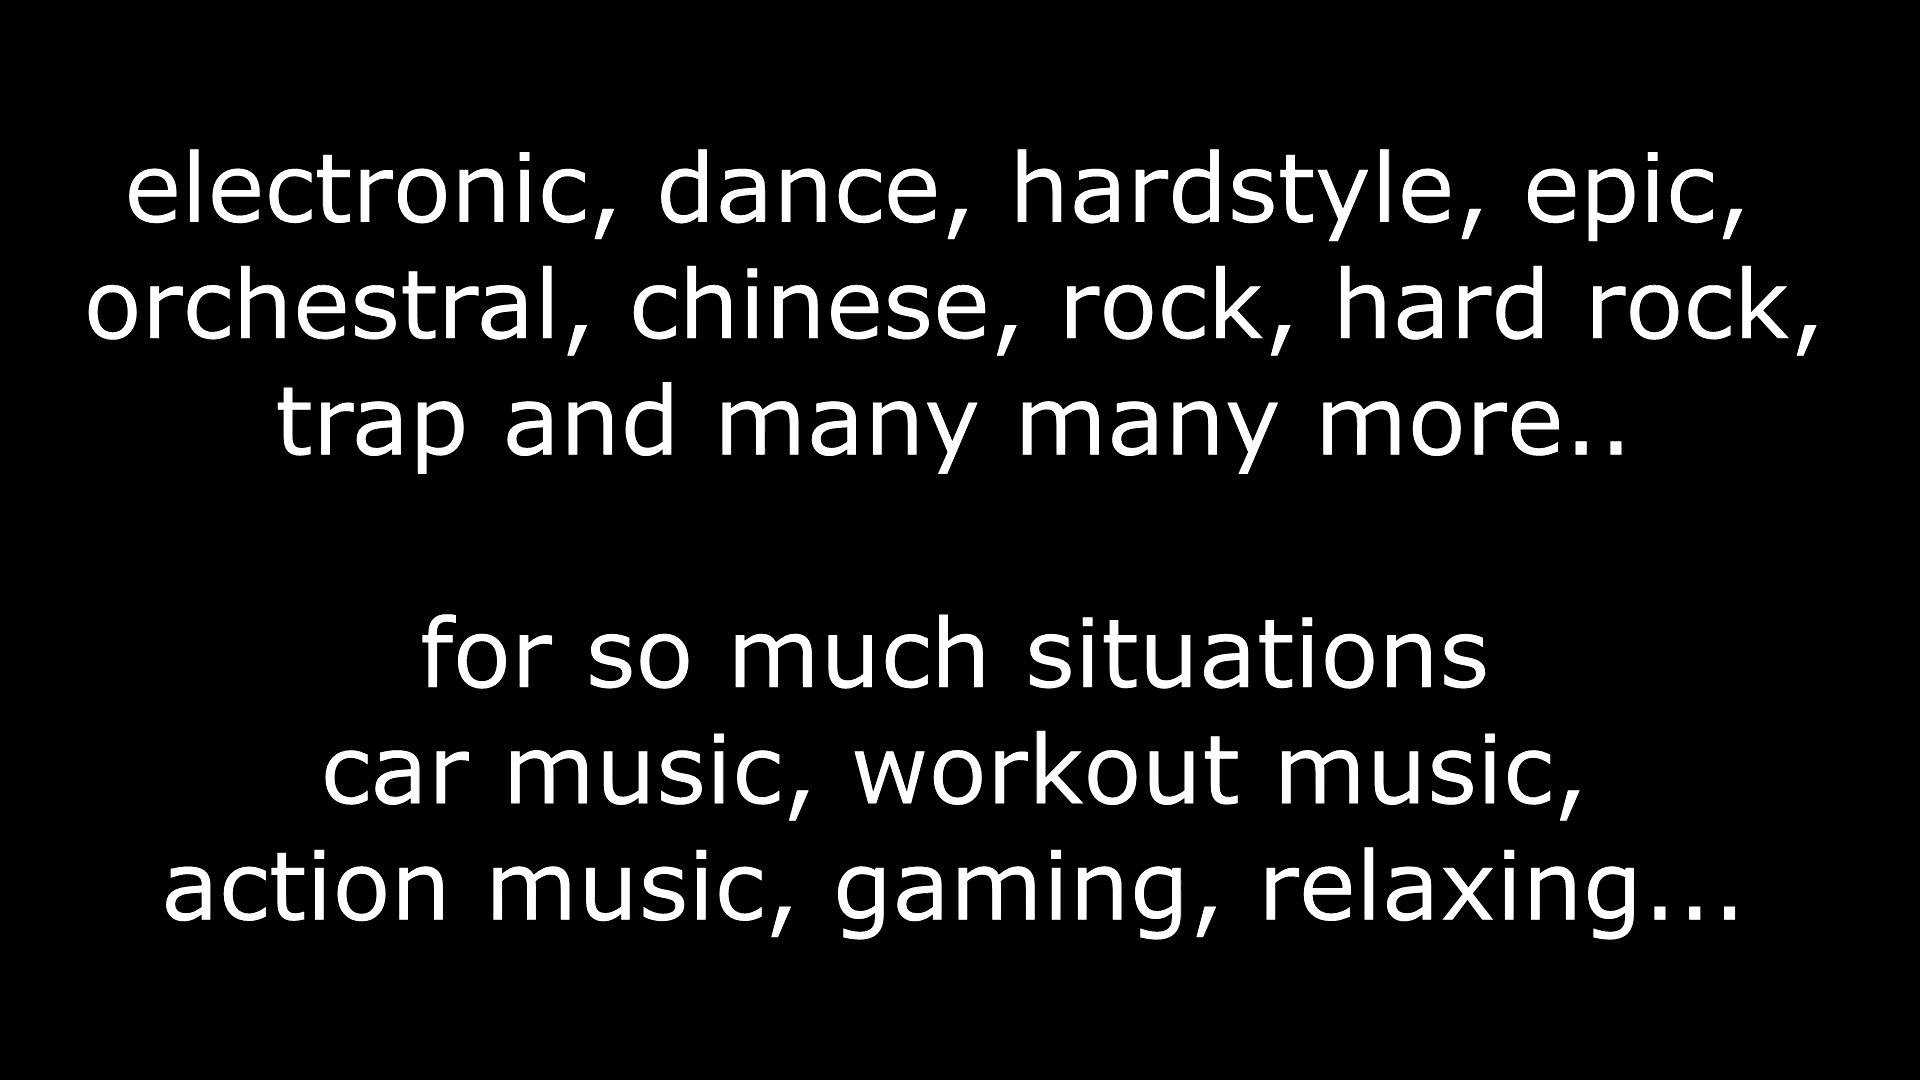 electronic, dance, hardstyle, epic,
orchestral, chinese, rock, hard rock,
trap and many many more..
for so much situations
car music, workout music,
action music, gaming, relaxing...